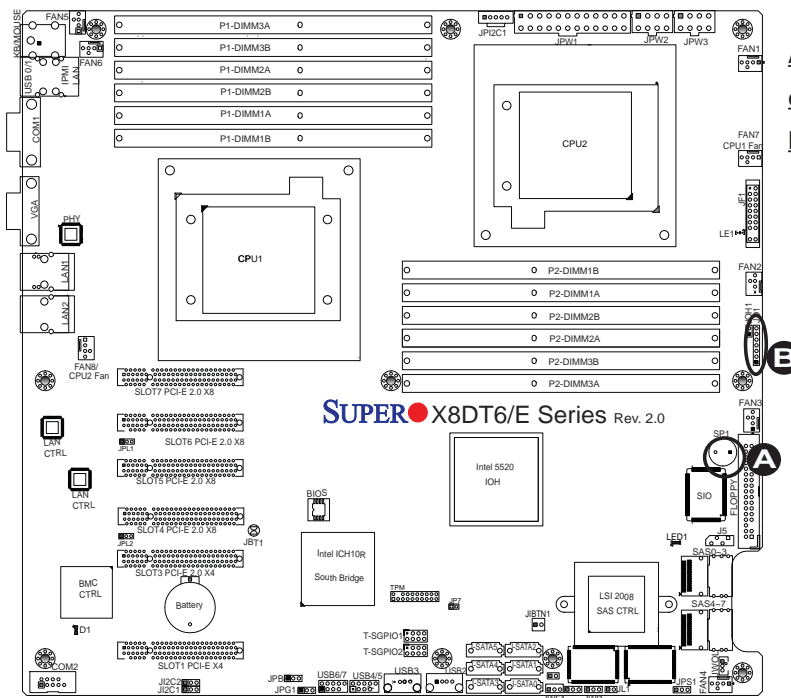 KB/MOUSE
FAN5
FAN6
USB 0/1
IPMI
LAN
COM1
VGA
PHY
LAN1
LAN2
FAN8/
CPU2 Fan
P1-DIMM3A
P1-DIMM3B
P1-DIMM2A
P1-DIMM2B
P1-DIMM1A
P1-DIMM1B
JPI2C1
JPW1
JPW2
JPW3
FAN1
CPU2
FAN7
CPU1 Fan
JF1
LE1
FAN2
CPU1
P2-DIMM1B
P2-DIMM1A
P2-DIMM2B
P2-DIMM2A
P2-DIMM3B
P2-DIMM3A
B
FAN3
SUPER X8DT6/E Series Rev. 2.0
SLOT7 PCI-E 2.0 X8
SLOT6 PCI-E 2.0 X8
JPL1
SLOT5 PCI-E 2.0 X8
SLOT4 PCI-E 2.0 X8
JPL2
SLOT3 PCI-E 2.0 X4
SLOT1 PCI-E X4
LAN
CTRL
LAN
CTRL
BMC
CTRL
D1
COM2
JI2C2
JI2C1
JBT1
BIOS
Battery
Intel ICH10R
South Bridge
Intel 5520
IOH
SP1
A
SIO
FLOPPY
J5
LED1
SAS0~3
SAS4~7
LSI 2008
SAS CTRL
TPM
JP7
JIBTN1
T-SGPIO1
T-SGPIO2
I-SATA5
I-SATA4
I-SATA3
I-SATA2
I-SATA1
I-SATA0
JPB
JPG1
USB6/7
USB4/5
USB3
USB2
JL1
JPS1
FAN4